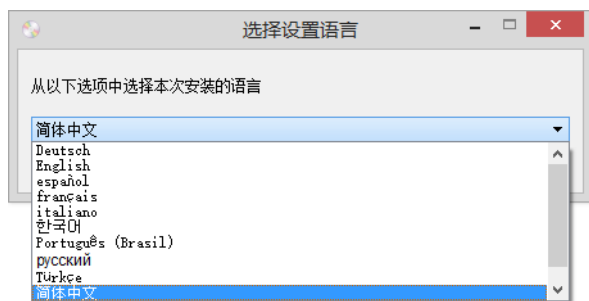 选择设置语言
从以下选项中选择本次安装的语言
简体中文
Deutsch
English
español
français
italiano
한국어
Português (Brasil)
русский
Türkçe
简体中文